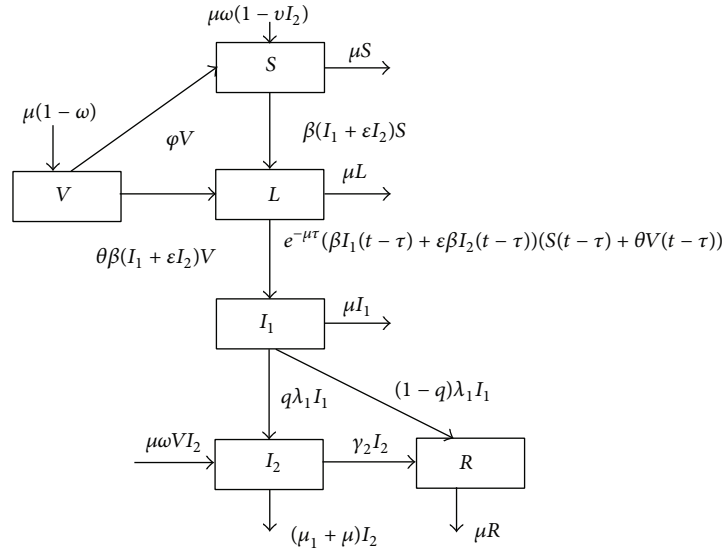 μω(1 − υI₂)
S
μS
μ(1 − ω)
φV
β(I₁ + εI₂)S
V
L
μL
θβ(I₁ + εI₂)V
e^{−μτ}(βI₁(t − τ) + εβI₂(t − τ))(S(t − τ) + θV(t − τ))
I₁
μI₁
qλ₁I₁
(1 − q)λ₁I₁
μωVI₂
I₂
γ₂I₂
R
(μ₁ + μ)I₂
μR